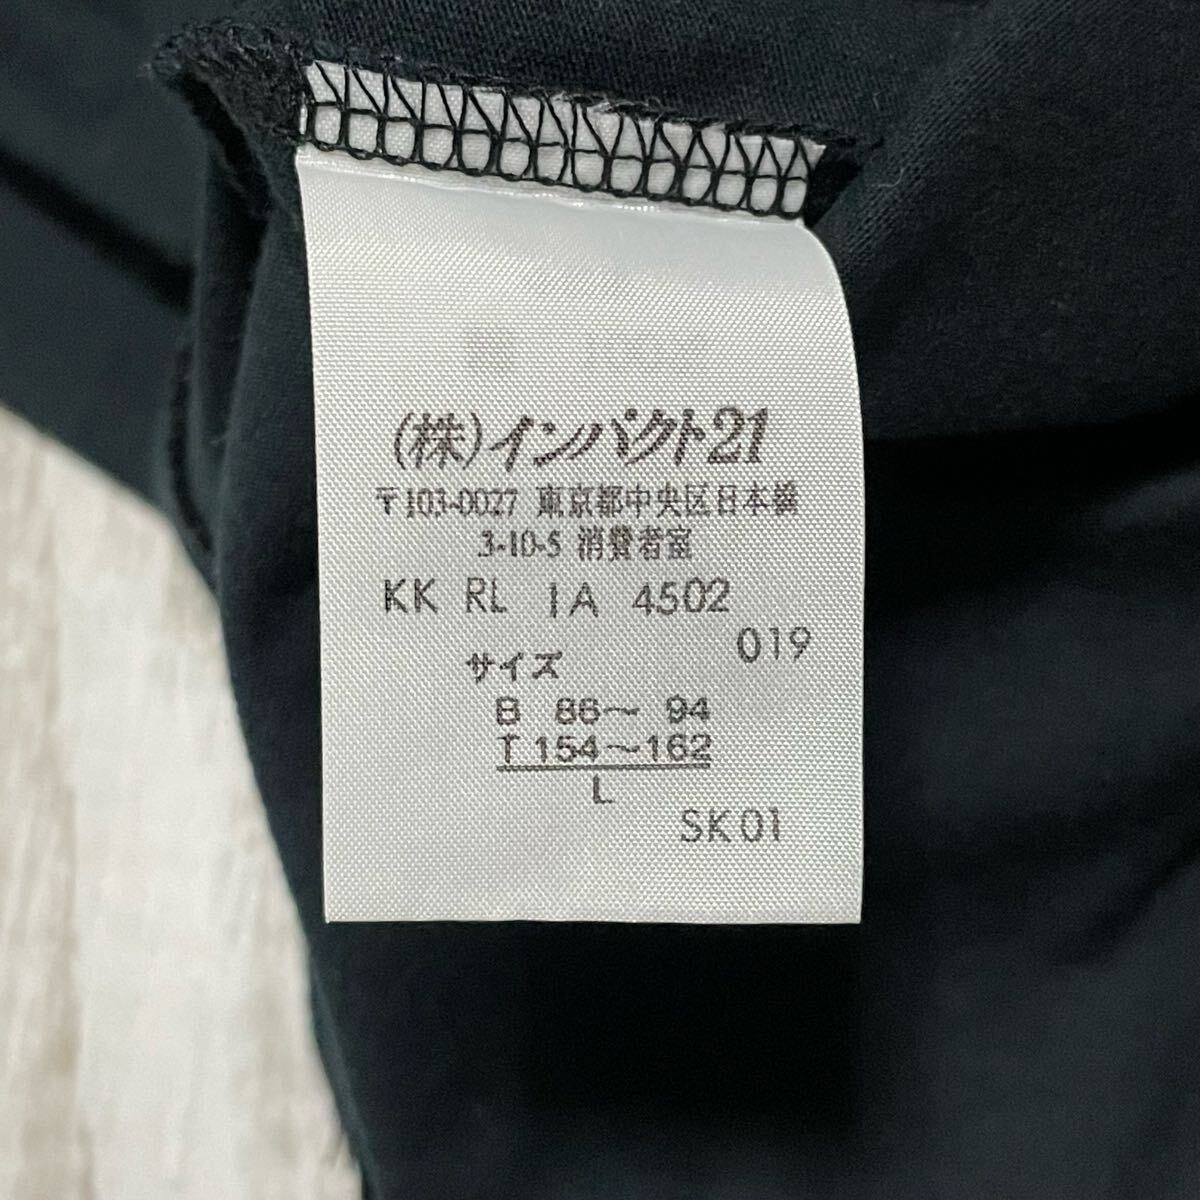 (株)インパクト21
〒103-0027 東京都中央区日本橋
3-10-5 消費者室
KK RL IA 4502
019
サイズ
B 86～ 94
T 154～162
L
SK01